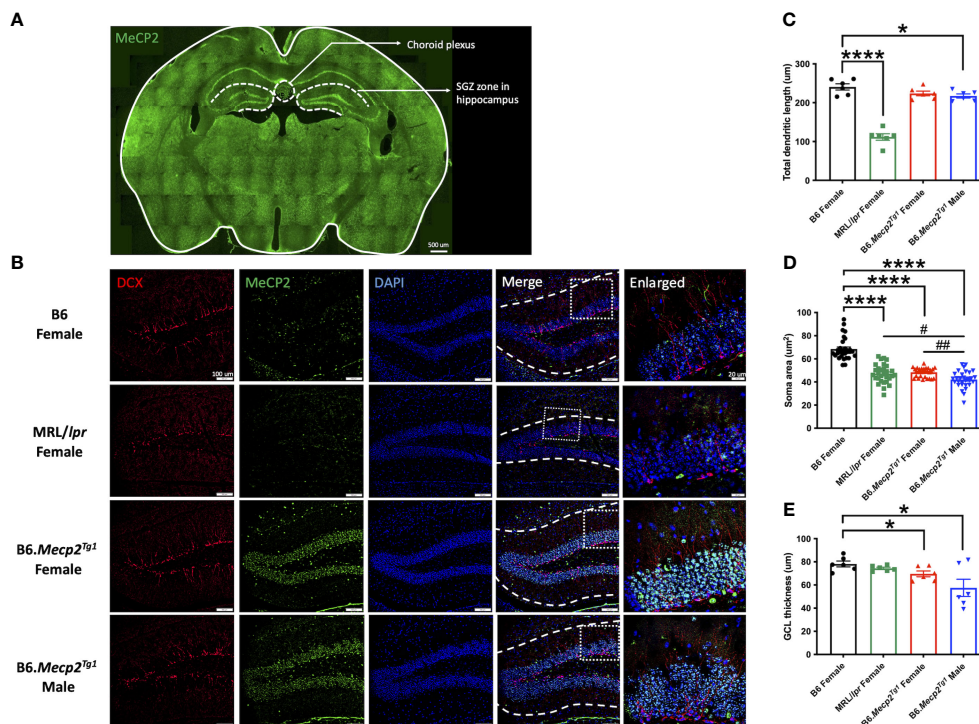 A
MeCP2
Choroid plexus
SGZ zone in
hippocampus
500 um
B
DCX
MeCP2
DAPI
Merge
Enlarged
B6
Female
100 um
20 um
MRL/lpr
Female
B6.Mecp2Tg1
Female
B6.Mecp2Tg1
Male
C
*
****
Total dendritic length (um)
300
200
100
0
B6 Female
MRL/lpr Female
B6.Mecp2Tg1 Female
B6.Mecp2Tg1 Male
D
****
****
****
#
##
Soma area (um2)
100
80
60
40
20
0
B6 Female
MRL/lpr Female
B6.Mecp2Tg1 Female
B6.Mecp2Tg1 Male
E
*
*
GCL thickness (um)
100
80
60
40
20
0
B6 Female
MRL/lpr Female
B6.Mecp2Tg1 Female
B6.Mecp2Tg1 Male